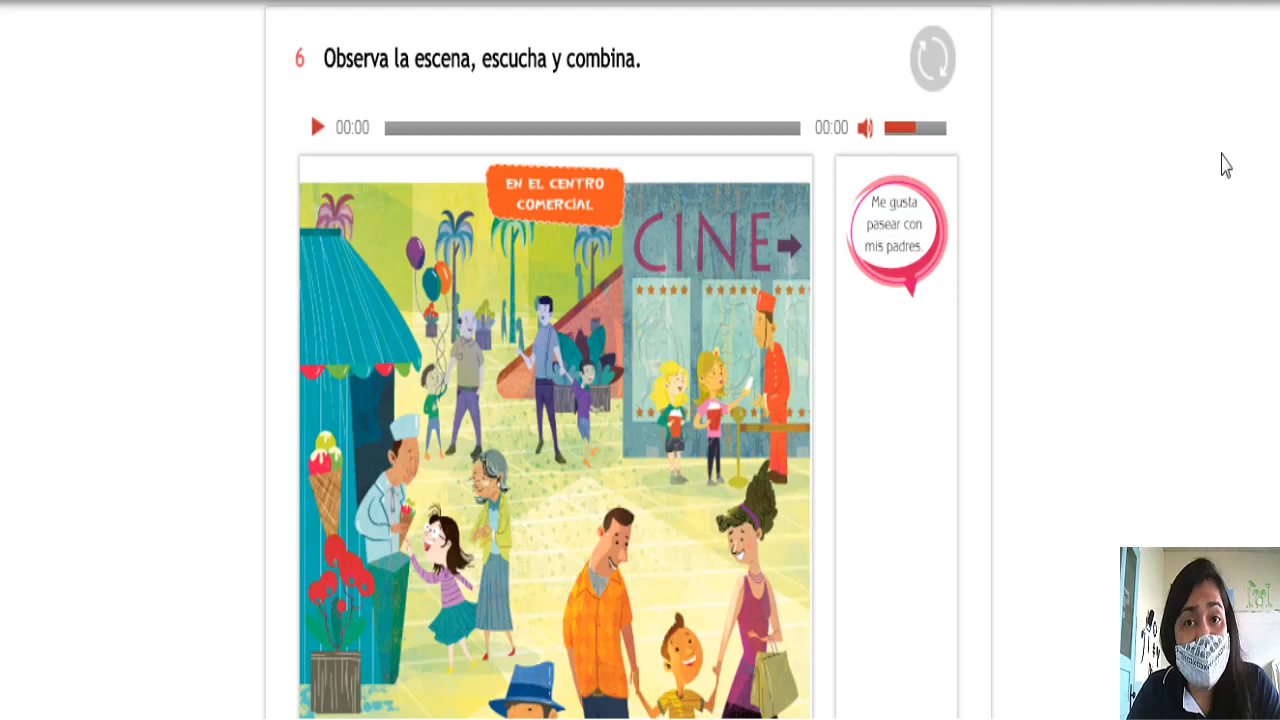 6 Observa la escena, escucha y combina.
00:00
00:00
EN EL CENTRO
COMERCIAL
CINE
Me gusta
pasear con
mis padres.